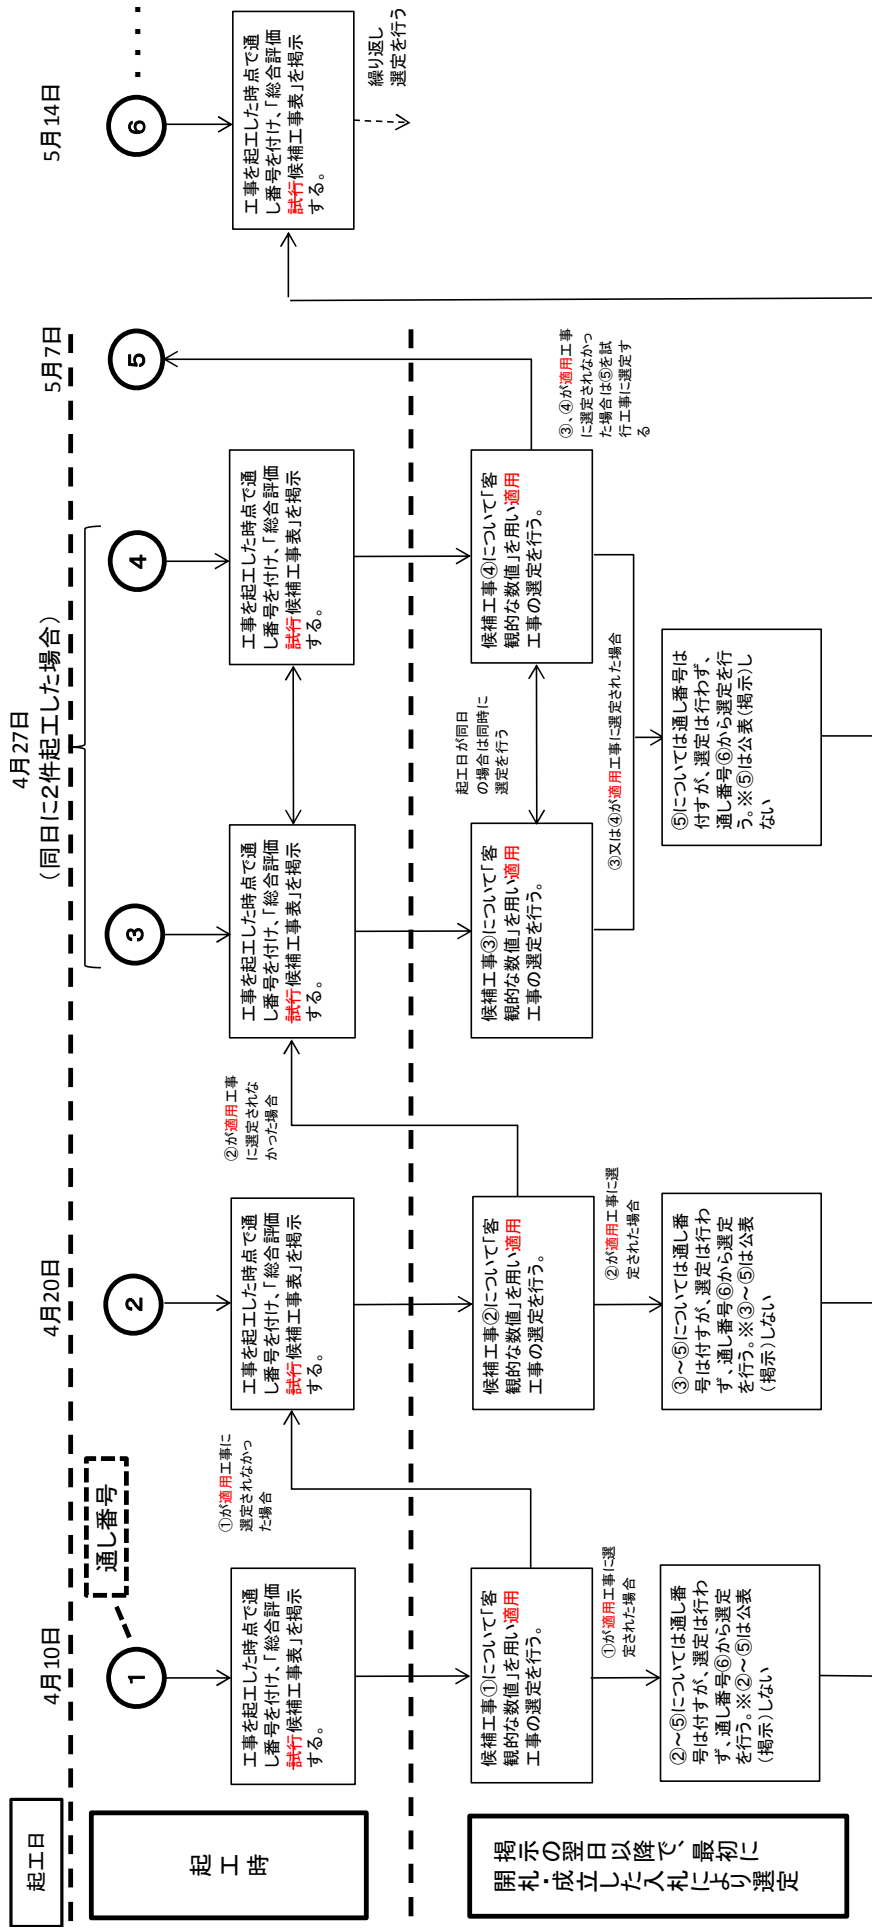 起工日
4月10日
4月20日
4月27日
(同日に2件起工した場合)
5月7日
5月14日
通し番号
起工時
1
2
3
4
5
6
・・・・
工事を起工した時点で通
し番号を付け、「総合評価
試行候補工事表」を掲示
する。
工事を起工した時点で通
し番号を付け、「総合評価
試行候補工事表」を掲示
する。
工事を起工した時点で通
し番号を付け、「総合評価
試行候補工事表」を掲示
する。
工事を起工した時点で通
し番号を付け、「総合評価
試行候補工事表」を掲示
する。
工事を起工した時点で通
し番号を付け、「総合評価
試行候補工事表」を掲示
する。
繰り返し
選定を行う
①が適用工事に
選定されなかっ
た場合
②が適用工事
に選定されな
かった場合
掲示の翌日以降で、最初に
開札・成立した入札により選定
候補工事①について「客
観的な数値」を用い適用
工事の選定を行う。
候補工事②について「客
観的な数値」を用い適用
工事の選定を行う。
候補工事③について「客
観的な数値」を用い適用
工事の選定を行う。
起工日が同日
の場合は同時に
選定を行う
候補工事④について「客
観的な数値」を用い適用
工事の選定を行う。
③、④が適用工事
に選定されなかっ
た場合は⑤を試
行工事に選定す
る
①が適用工事に選
定された場合
②が適用工事に選
定された場合
③又は④が適用工事に選定された場合
②~⑤については通し番
号は付すが、選定は行わ
ず、通し番号⑥から選定
を行う。※②~⑤は公表
(掲示)しない
③~⑤については通し番
号は付すが、選定は行わ
ず、通し番号⑥から選定
を行う。※③~⑤は公表
(掲示)しない
⑤については通し番号は
付すが、選定は行わず、
通し番号⑥から選定を行
う。※⑤は公表(掲示)し
ない